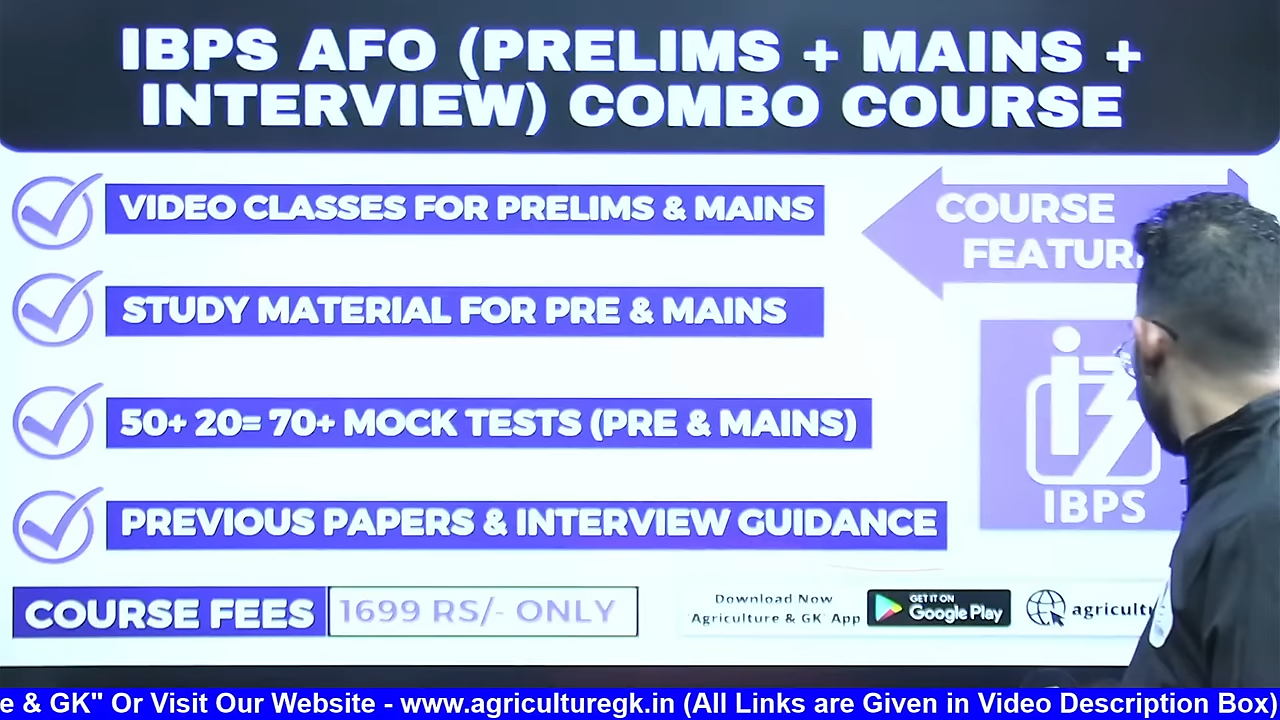 IBPS AFO (PRELIMS + MAINS +
INTERVIEW) COMBO COURSE
VIDEO CLASSES FOR PRELIMS & MAINS
COURSE
STUDY MATERIAL FOR PRE & MAINS
50+ 20= 70+ MOCK TESTS (PRE & MAINS)
IBPS
PREVIOUS PAPERS & INTERVIEW GUIDANCE
COURSE FEES 1699 RS/- ONLY
Download Now
"Agriculture & GK" App
GET IT ON
Google Play
e & GK" Or Visit Our Website - www.agriculturegk.in (All Links are Given in Video Description Box)